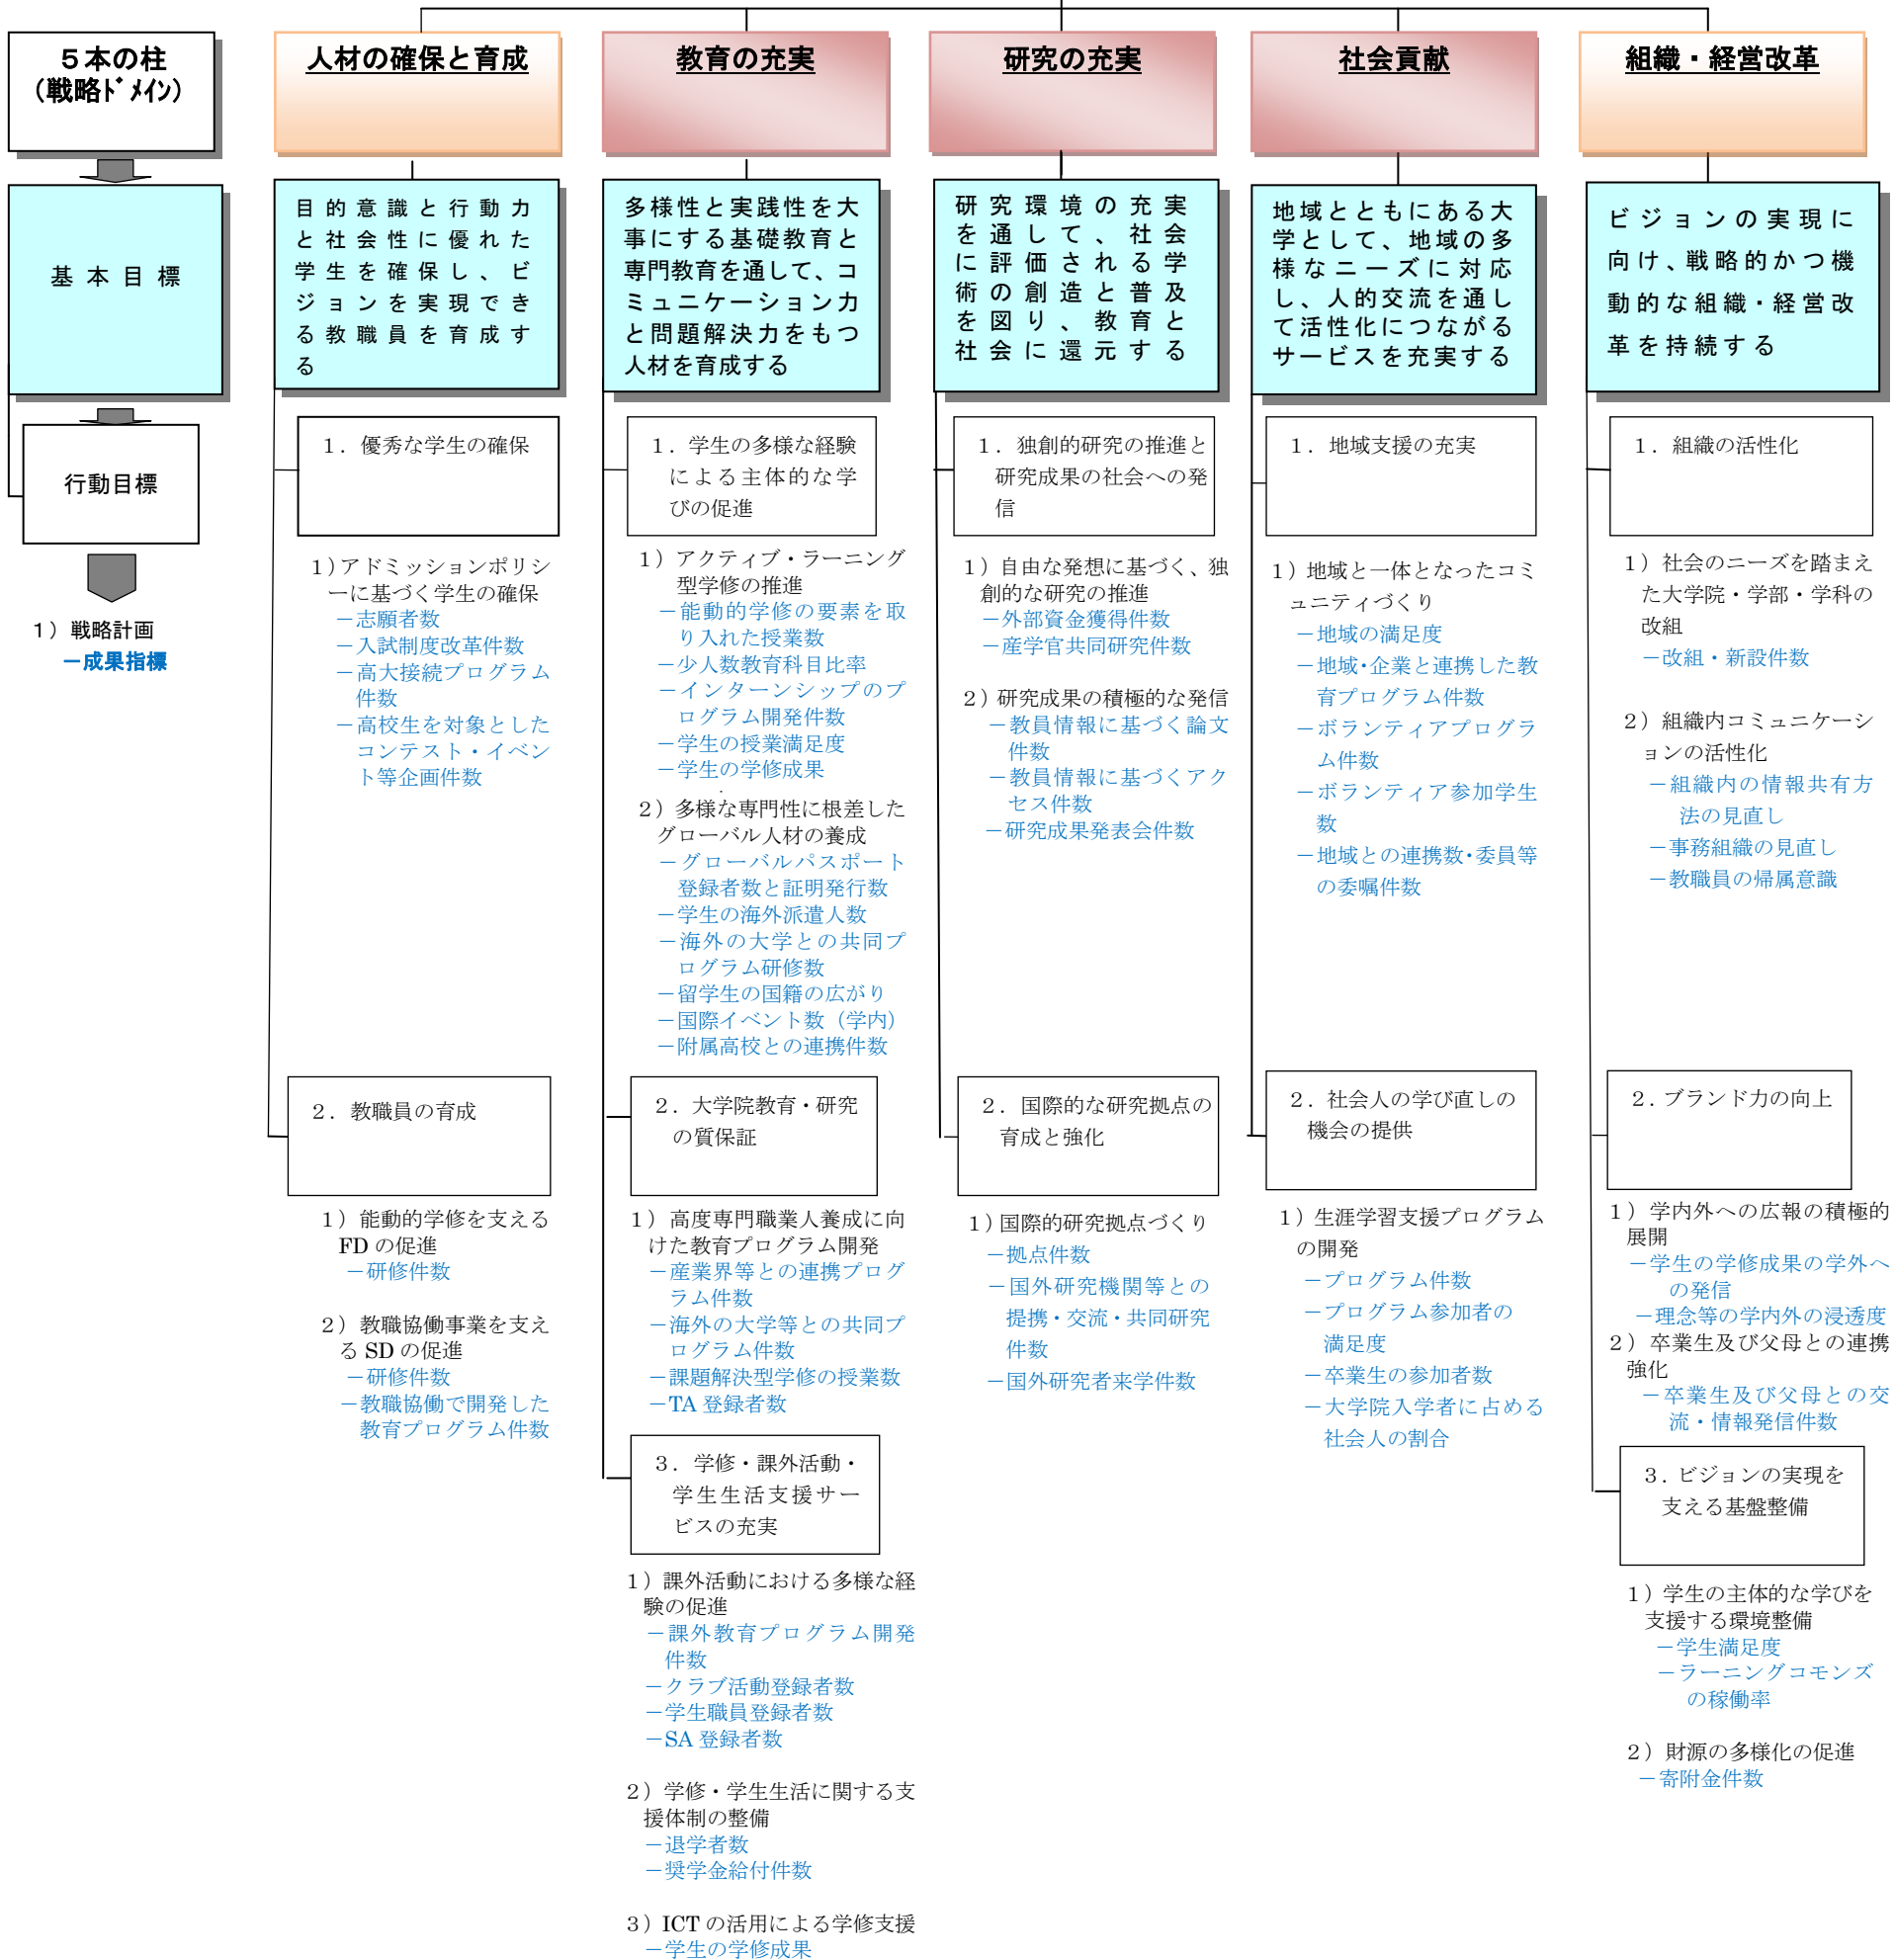 ５本の柱
（戦略ﾄﾞﾒｲﾝ）
基本目標
行動目標
１）戦略計画
－成果指標
人材の確保と育成
目的意識と行動力
と社会性に優れた
学生を確保し、ビ
ジョンを実現でき
る教職員を育成す
る
１．優秀な学生の確保
１）アドミッションポリシ
ーに基づく学生の確保
－志願者数
－入試制度改革件数
－高大接続プログラム
件数
－高校生を対象とした
コンテスト・イベン
ト等企画件数
２．教職員の育成
１）能動的学修を支える
FD の促進
－研修件数
２）教職協働事業を支え
る SD の促進
－研修件数
－教職協働で開発した
教育プログラム件数
教育の充実
多様性と実践性を大
事にする基礎教育と
専門教育を通して、コ
ミュニケーション力
と問題解決力をもつ
人材を育成する
１．学生の多様な経験
による主体的な学
びの促進
１）アクティブ・ラーニング
型学修の推進
－能動的学修の要素を取
り入れた授業数
－少人数教育科目比率
－インターンシップのプ
ログラム開発件数
－学生の授業満足度
－学生の学修成果
２）多様な専門性に根差した
グローバル人材の養成
－グローバルパスポート
登録者数と証明発行数
－学生の海外派遣人数
－海外の大学との共同プ
ログラム研修数
－留学生の国籍の広がり
－国際イベント数（学内）
－附属高校との連携件数
２．大学院教育・研究
の質保証
１）高度専門職業人養成に向
けた教育プログラム開発
－産業界等との連携プログ
ラム件数
－海外の大学等との共同プ
ログラム件数
－課題解決型学修の授業数
－TA 登録者数
３．学修・課外活動・
学生生活支援サー
ビスの充実
１）課外活動における多様な経
験の促進
－課外教育プログラム開発
件数
－クラブ活動登録者数
－学生職員登録者数
－SA 登録者数
２）学修・学生生活に関する支
援体制の整備
－退学者数
－奨学金給付件数
３）ICT の活用による学修支援
－学生の学修成果
研究の充実
研究環境の充実
を通して、社会
に評価される学
術の創造と普及
を図り、教育と
社会に還元する
１．独創的研究の推進と
研究成果の社会への発
信
１）自由な発想に基づく、独
創的な研究の推進
－外部資金獲得件数
－産学官共同研究件数
２）研究成果の積極的な発信
－教員情報に基づく論文
件数
－教員情報に基づくアク
セス件数
－研究成果発表会件数
２．国際的な研究拠点の
育成と強化
１）国際的研究拠点づくり
－拠点件数
－国外研究機関等との
提携・交流・共同研究
件数
－国外研究者来学件数
社会貢献
地域とともにある大
学として、地域の多
様なニーズに対応
し、人的交流を通し
て活性化につながる
サービスを充実する
１．地域支援の充実
１）地域と一体となったコミ
ュニティづくり
－地域の満足度
－地域･企業と連携した教
育プログラム件数
－ボランティアプログラ
ム件数
－ボランティア参加学生
数
－地域との連携数･委員等
の委嘱件数
２．社会人の学び直しの
機会の提供
１）生涯学習支援プログラム
の開発
－プログラム件数
－プログラム参加者の
満足度
－卒業生の参加者数
－大学院入学者に占める
社会人の割合
組織・経営改革
ビジョンの実現に
向け、戦略的かつ機
動的な組織・経営改
革を持続する
１．組織の活性化
１）社会のニーズを踏まえ
た大学院・学部・学科の
改組
－改組・新設件数
２）組織内コミュニケーシ
ョンの活性化
－組織内の情報共有方
法の見直し
－事務組織の見直し
－教職員の帰属意識
２．ブランド力の向上
１）学内外への広報の積極的
展開
－学生の学修成果の学外へ
の発信
－理念等の学内外の浸透度
２）卒業生及び父母との連携
強化
－卒業生及び父母との交
流・情報発信件数
３．ビジョンの実現を
支える基盤整備
１）学生の主体的な学びを
支援する環境整備
－学生満足度
－ラーニングコモンズ
の稼働率
２）財源の多様化の促進
－寄附金件数